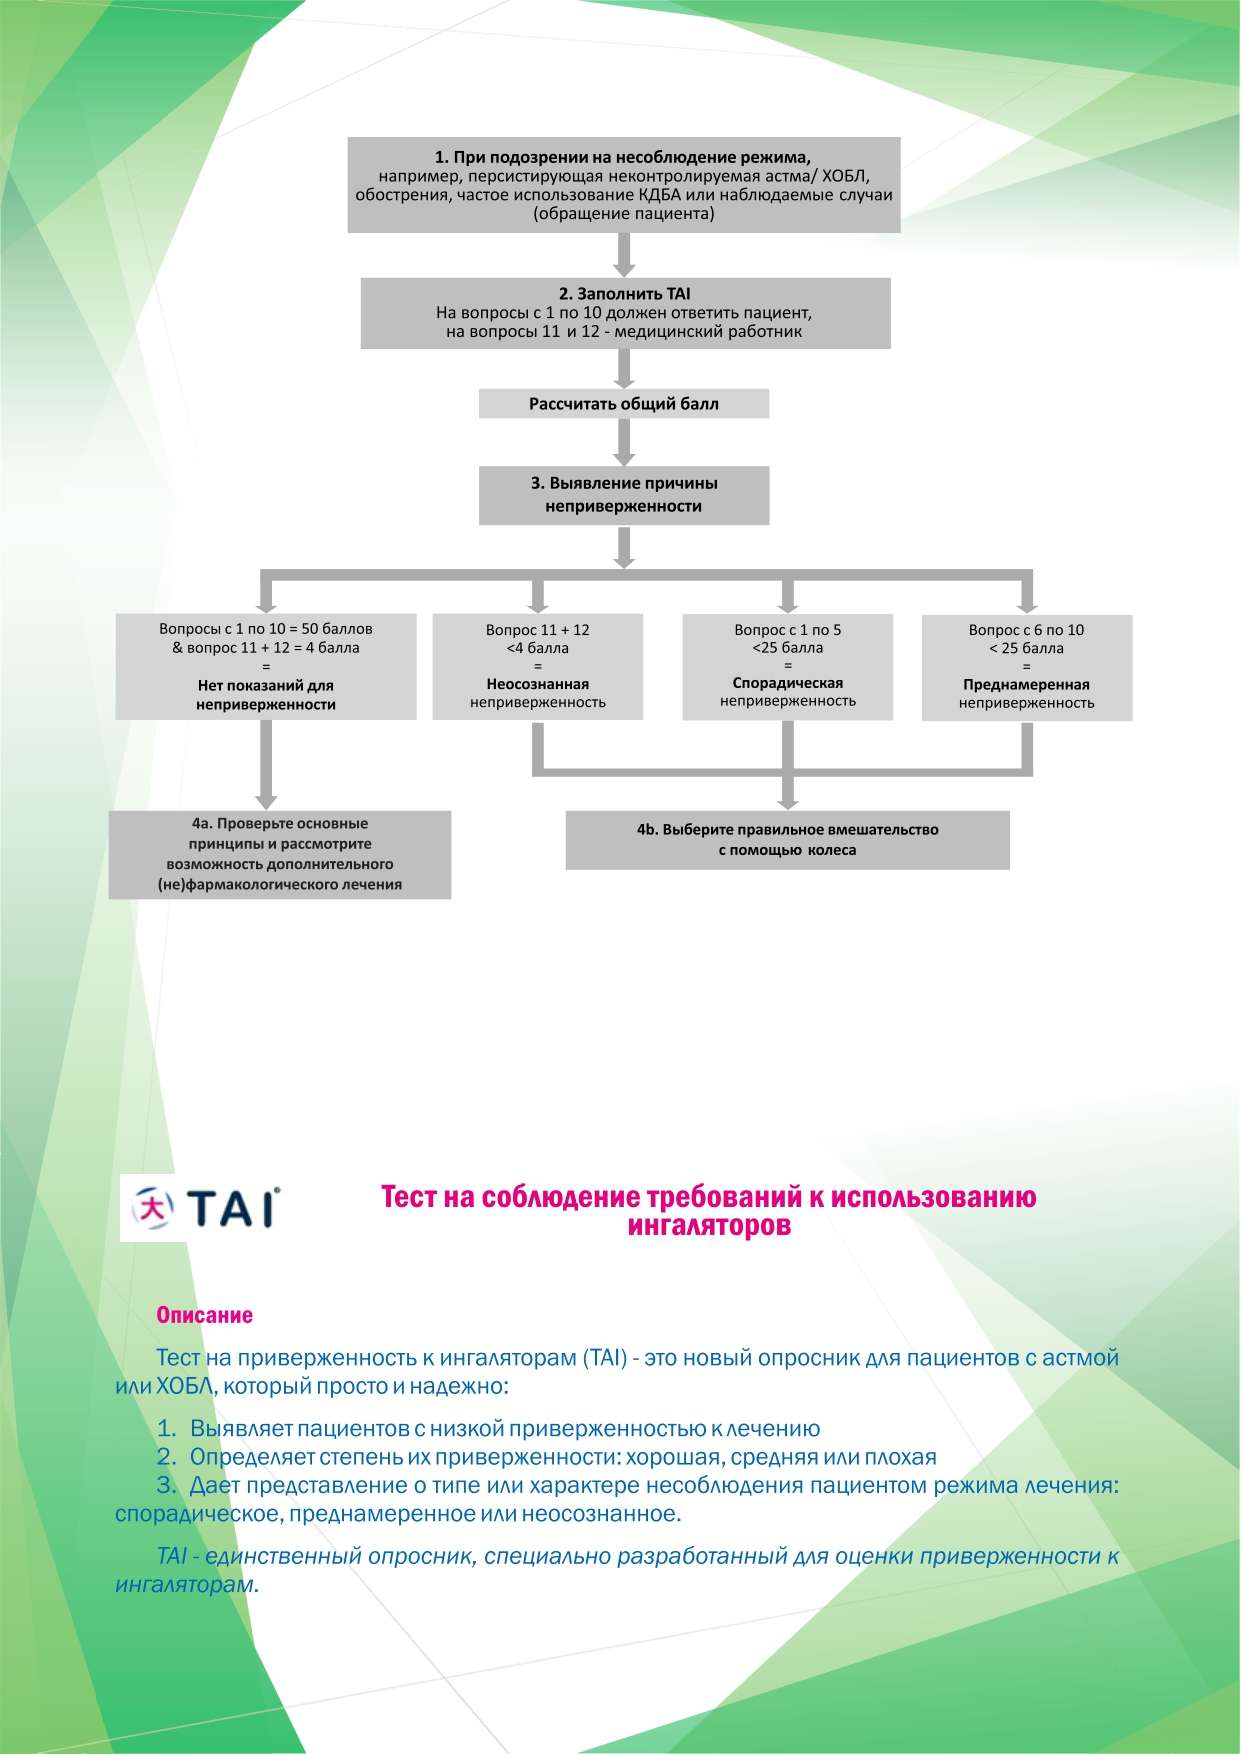 1. При подозрении на несоблюдение режима,
например, персистирующая неконтролируемая астма/ ХОБЛ,
обострения, частое использование КДБА или наблюдаемые случаи
(обращение пациента)
2. Заполнить TAI
На вопросы с 1 по 10 должен ответить пациент,
на вопросы 11 и 12 - медицинский работник
Рассчитать общий балл
3. Выявление причины
неприверженности
Вопросы с 1 по 10 = 50 баллов
& вопрос 11 + 12 = 4 балла
=
Нет показаний для
неприверженности
Вопрос 11 + 12
<4 балла
=
Неосознанная
неприверженность
Вопрос с 1 по 5
<25 балла
=
Спорадическая
неприверженность
Вопрос с 6 по 10
< 25 балла
=
Преднамеренная
неприверженность
4a. Проверьте основные
принципы и рассмотрите
возможность дополнительного
(не)фармакологического лечения
4b. Выберите правильное вмешательство
с помощью колеса
大 TAI®
Тест на соблюдение требований к использованию
ингаляторов
Описание
Тест на приверженность к ингаляторам (TAI) - это новый опросник для пациентов с астмой
или ХОБЛ, который просто и надежно:
1. Выявляет пациентов с низкой приверженностью к лечению
2. Определяет степень их приверженности: хорошая, средняя или плохая
3. Дает представление о типе или характере несоблюдения пациентом режима лечения:
спорадическое, преднамеренное или неосознанное.
TAI - единственный опросник, специально разработанный для оценки приверженности к
ингаляторам.